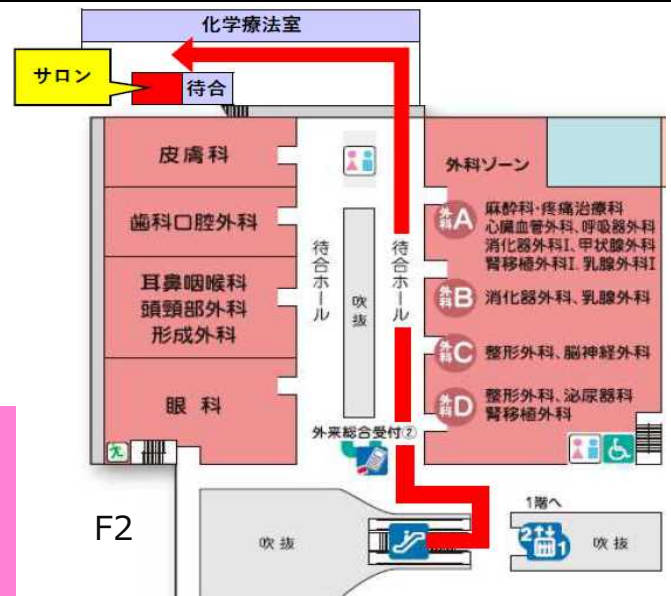 化学療法室
サロン
待合
皮膚科
歯科口腔外科
耳鼻咽喉科
頭頸部外科
形成外科
眼 科
待合ホール
吹抜
待合ホール
外科ゾーン
外科A
麻酔科・疼痛治療科
心臓血管外科、呼吸器外科
消化器外科I、甲状腺外科
腎移植外科I、乳腺外科I
外科B
消化器外科、乳腺外科
外科C
整形外科、脳神経外科
外科D
整形外科、泌尿器科
腎移植外科
外来総合受付②
F2
吹 抜
1階へ
2
1
吹 抜